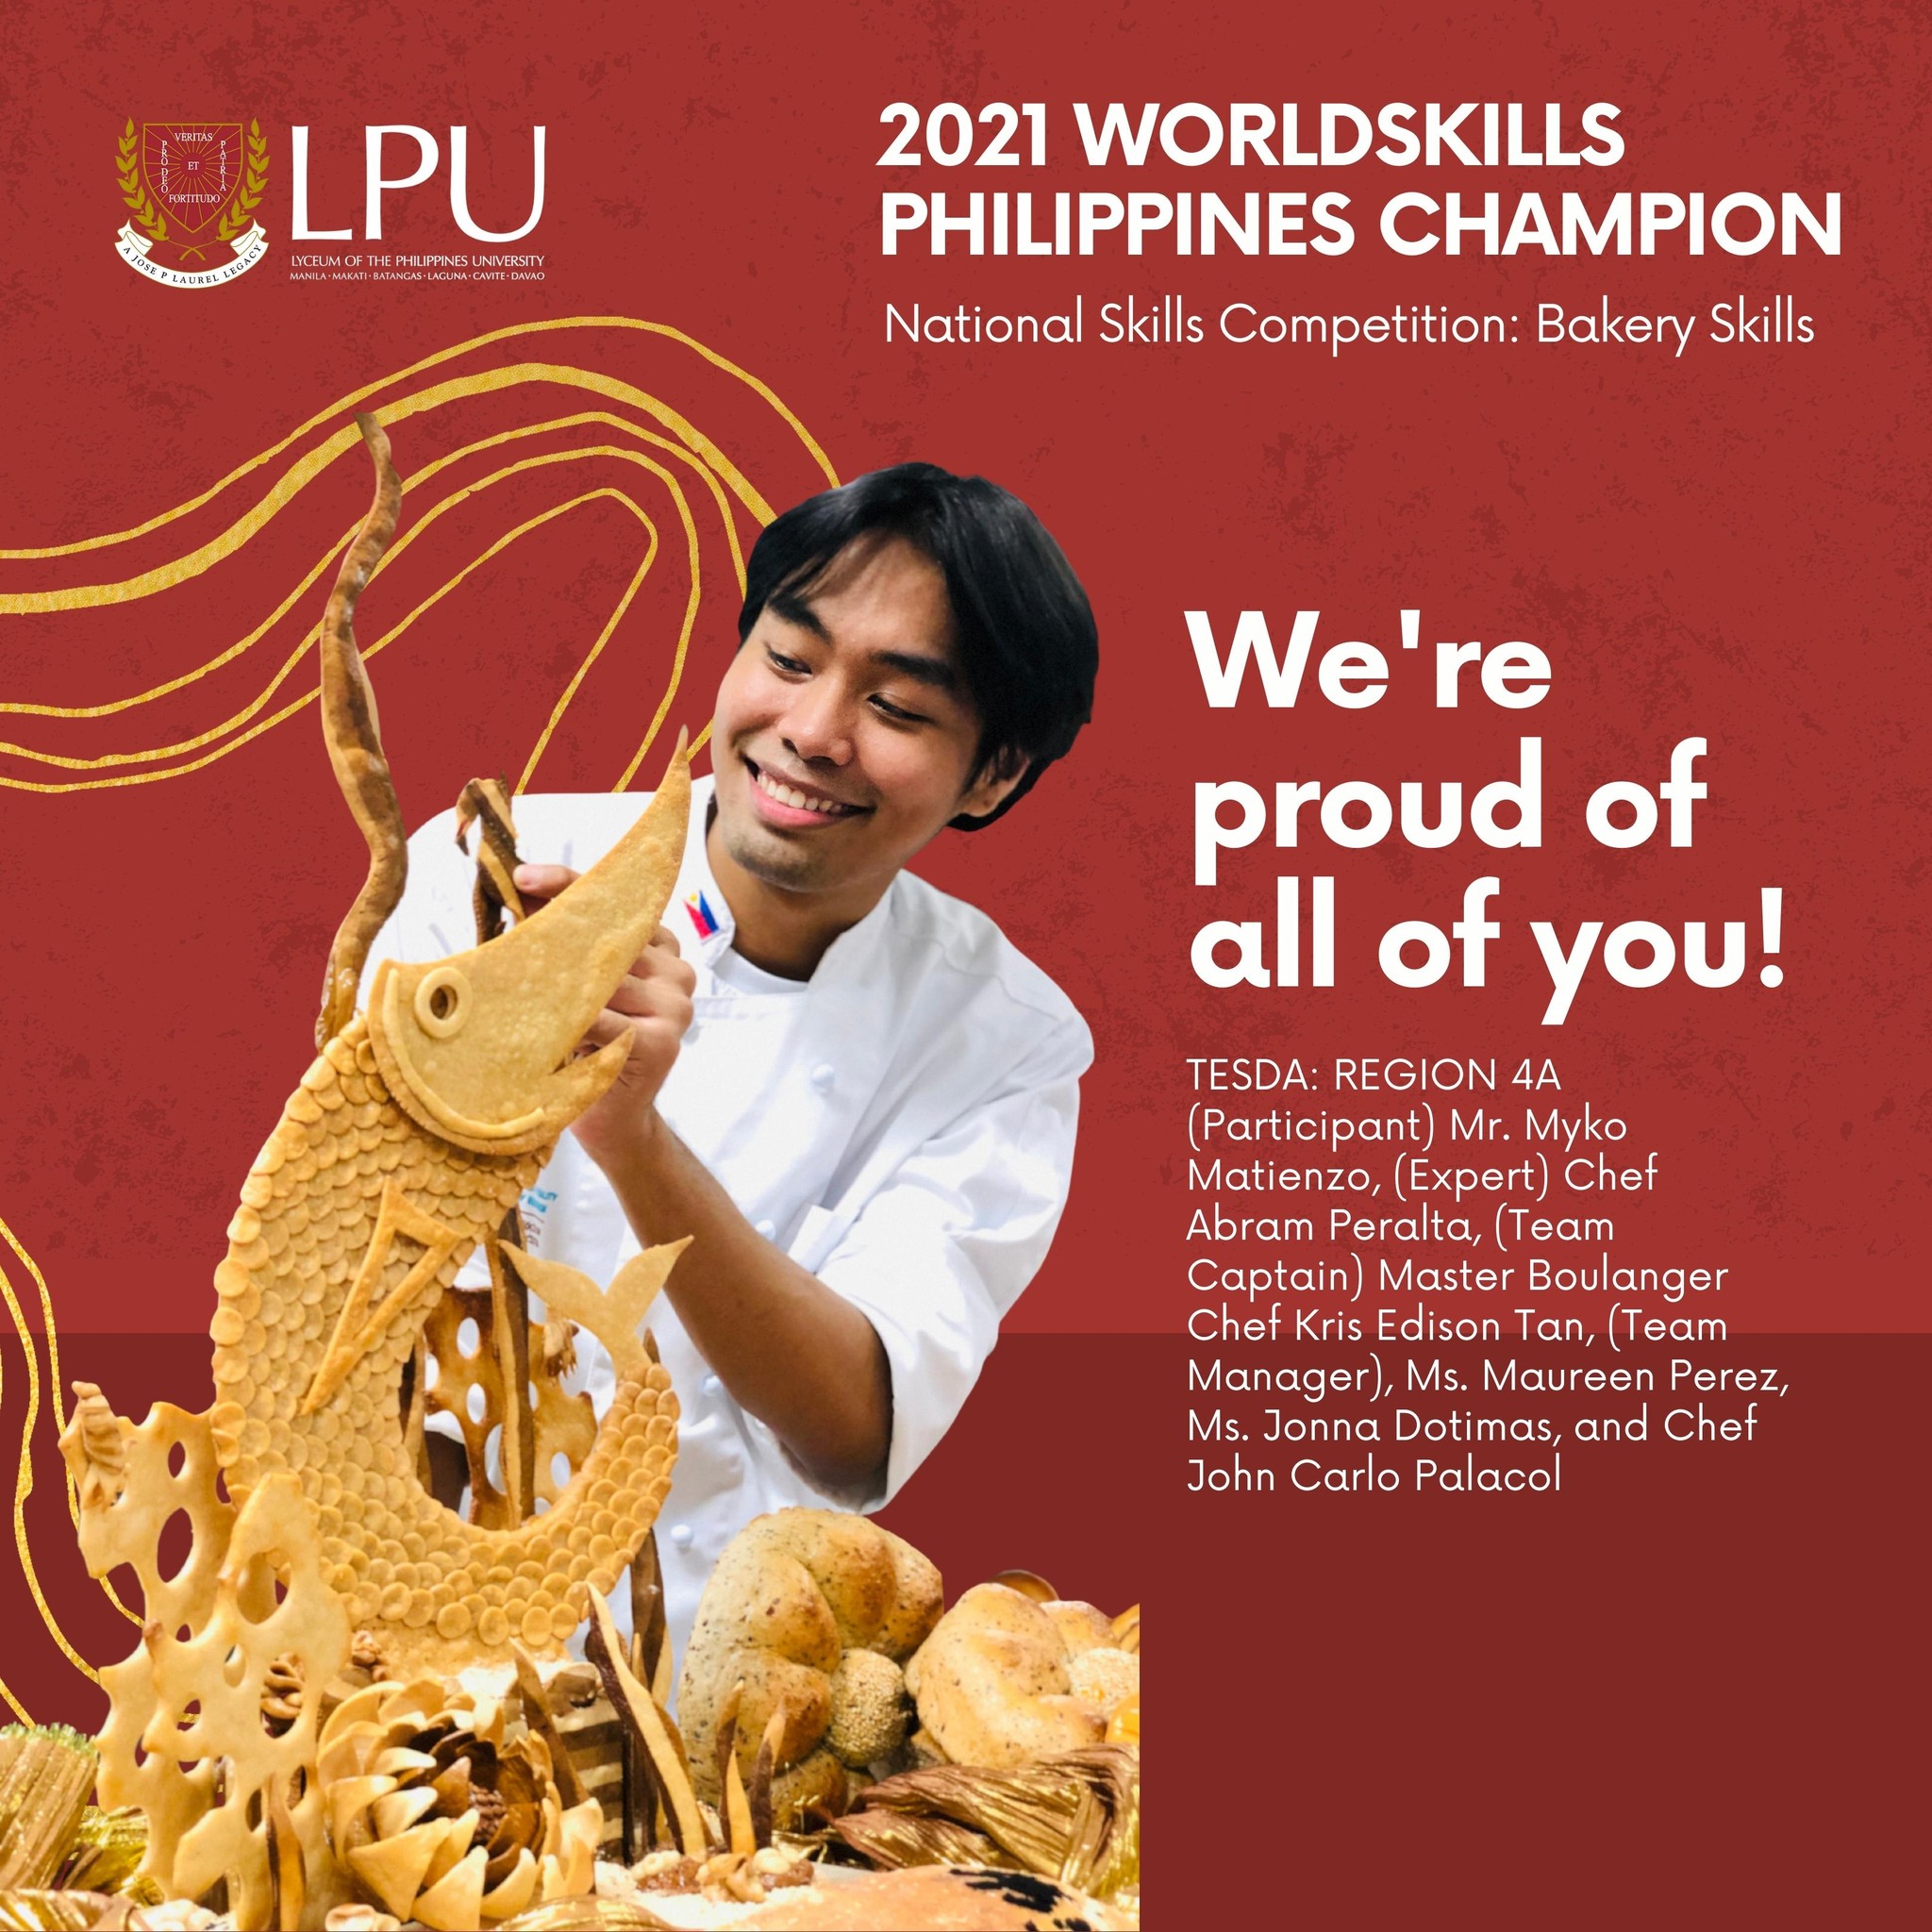 VERITAS
PRO DEO
ET
PATRIA
FORTITUDO
A JOSE P LAUREL LEGACY
LPU
LYCEUM OF THE PHILIPPINES UNIVERSITY
MANILA · MAKATI · BATANGAS · LAGUNA · CAVITE · DAVAO
2021 WORLDSKILLS
PHILIPPINES CHAMPION
National Skills Competition: Bakery Skills
We're
proud of
all of you!
TESDA: REGION 4A
(Participant) Mr. Myko
Matienzo, (Expert) Chef
Abram Peralta, (Team
Captain) Master Boulanger
Chef Kris Edison Tan, (Team
Manager), Ms. Maureen Perez,
Ms. Jonna Dotimas, and Chef
John Carlo Palacol